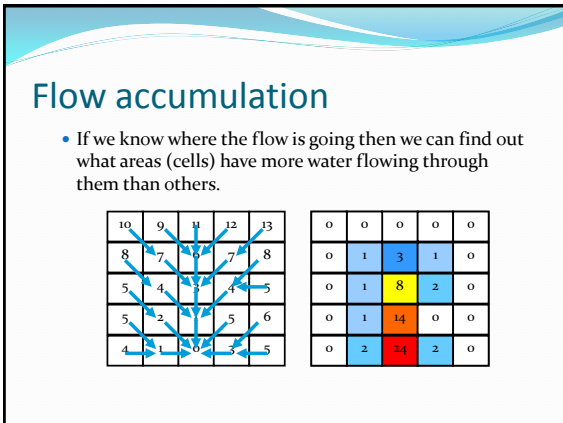 Flow accumulation
• If we know where the flow is going then we can find out
what areas (cells) have more water flowing through
them than others.
10 9 11 12 13
8 7 6 7 8
5 4 3 4 5
5 2 5 6
4 1 0 3 5
0 0 0 0 0
0 1 3 1 0
0 1 8 2 0
0 1 14 0 0
0 2 24 2 0